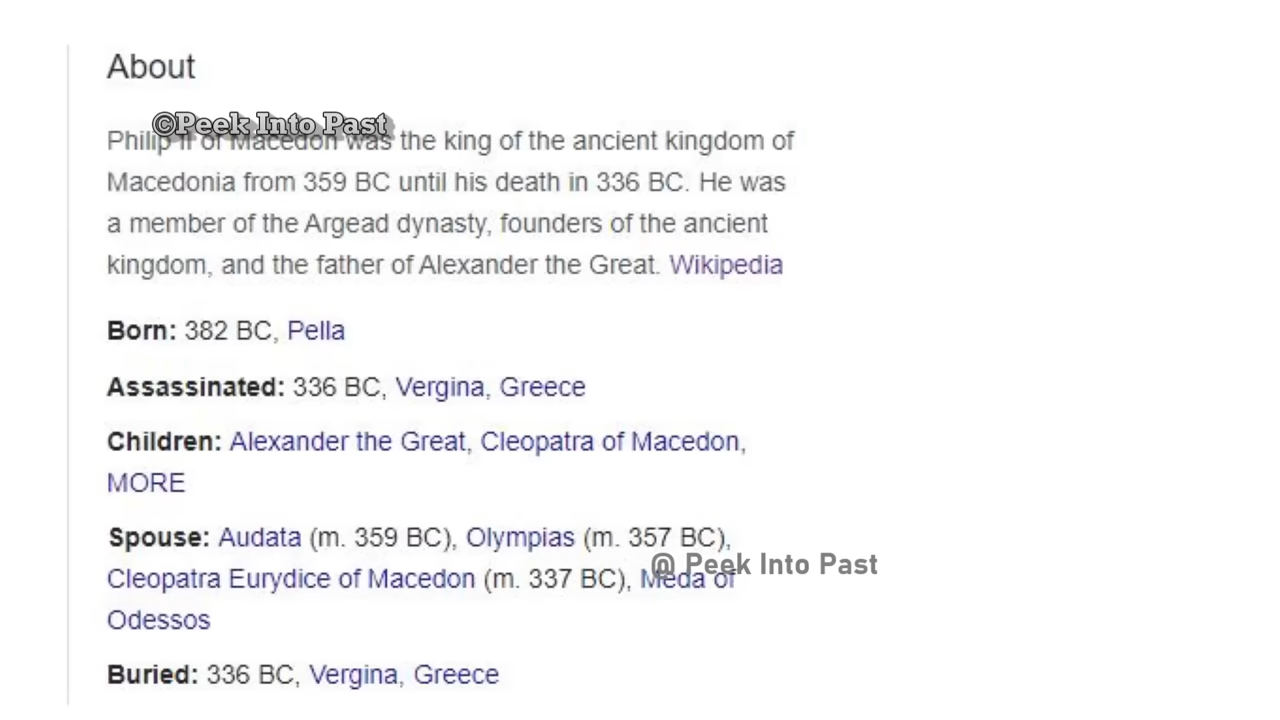 About
©Peek Into Past
Philip II of Macedon was the king of the ancient kingdom of
Macedonia from 359 BC until his death in 336 BC. He was
a member of the Argead dynasty, founders of the ancient
kingdom, and the father of Alexander the Great. Wikipedia
Born: 382 BC, Pella
Assassinated: 336 BC, Vergina, Greece
Children: Alexander the Great, Cleopatra of Macedon,
MORE
Spouse: Audata (m. 359 BC), Olympias (m. 357 BC),
@ Peek Into Past
Cleopatra Eurydice of Macedon (m. 337 BC), Meda of
Odessos
Buried: 336 BC, Vergina, Greece